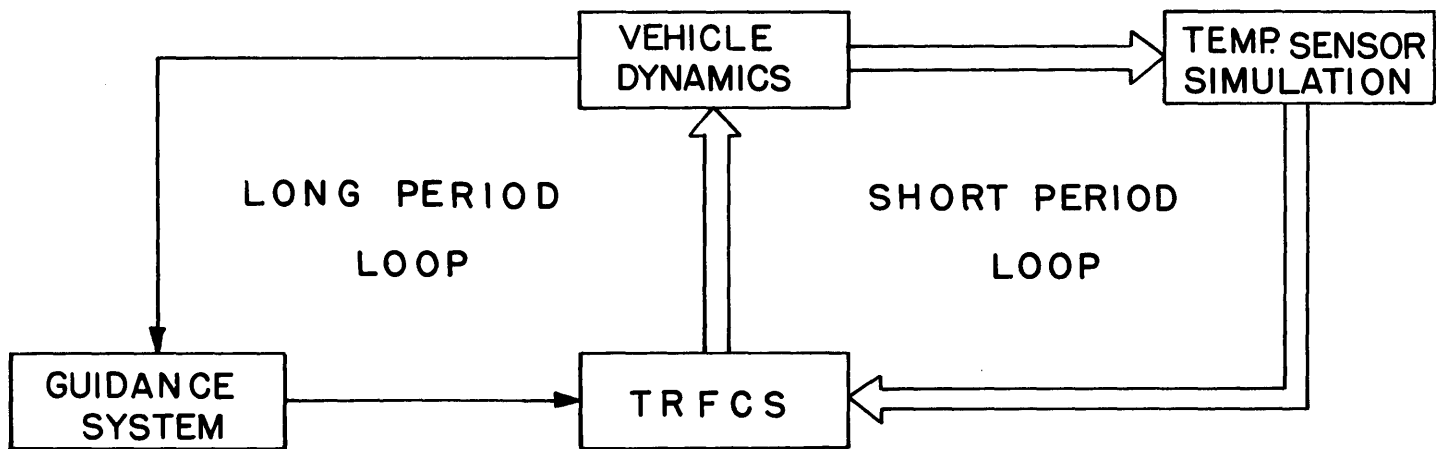 VEHICLE
DYNAMICS
TEMP. SENSOR
SIMULATION
LONG PERIOD
LOOP
SHORT PERIOD
LOOP
GUIDANCE
SYSTEM
TRFCS